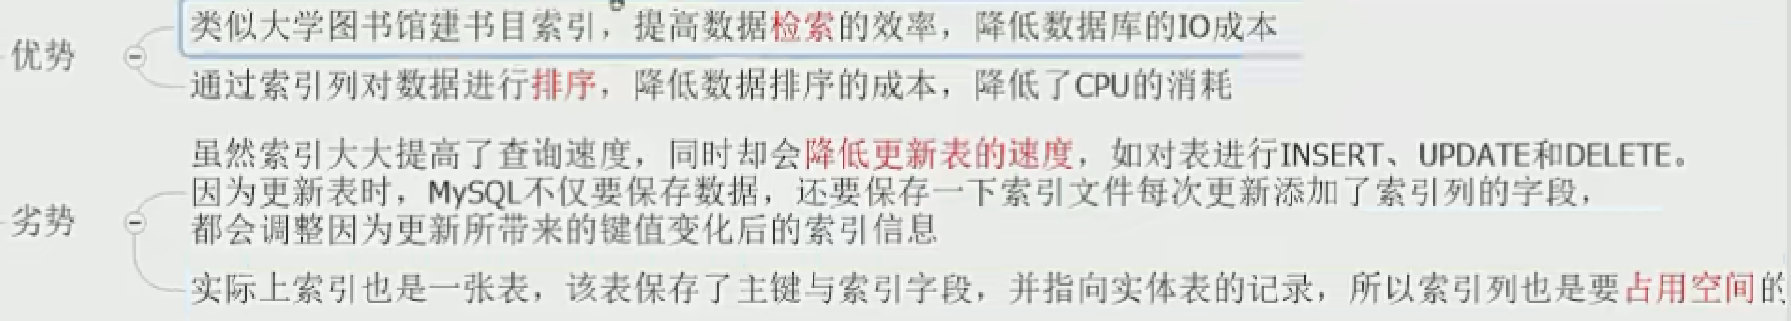 优势
类似大学图书馆建书目索引，提高数据检索的效率，降低数据库的IO成本
通过索引列对数据进行排序，降低数据排序的成本，降低了CPU的消耗
劣势
虽然索引大大提高了查询速度，同时却会降低更新表的速度，如对表进行INSERT、UPDATE和DELETE。
因为更新表时，MySQL不仅要保存数据，还要保存一下索引文件每次更新添加了索引列的字段，
都会调整因为更新所带来的键值变化后的索引信息
实际上索引也是一张表，该表保存了主键与索引字段，并指向实体表的记录，所以索引列也是要占用空间的